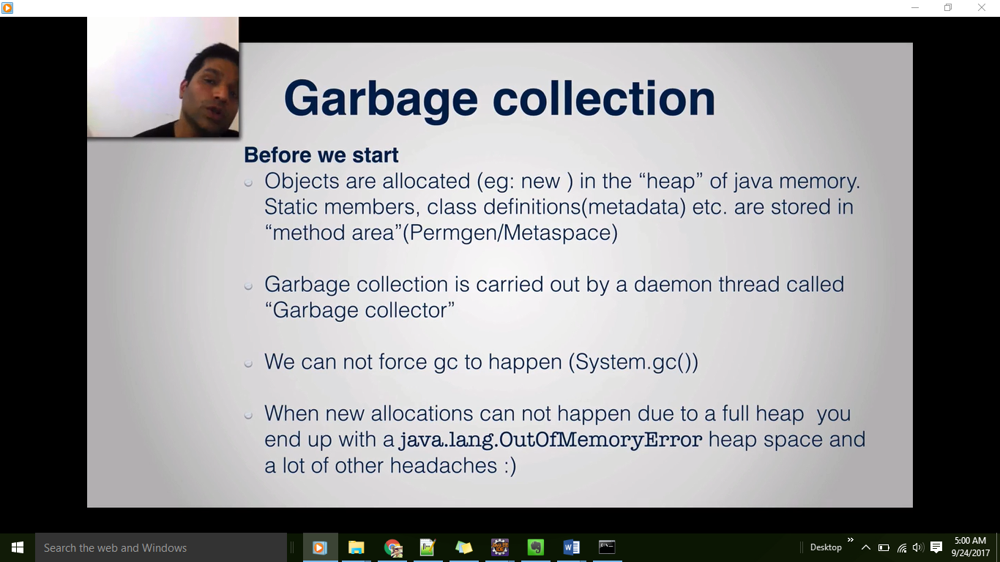 Garbage collection
Before we start
Objects are allocated (eg: new ) in the “heap” of java memory.
Static members, class definitions(metadata) etc. are stored in
“method area”(Permgen/Metaspace)
Garbage collection is carried out by a daemon thread called
“Garbage collector”
We can not force gc to happen (System.gc())
When new allocations can not happen due to a full heap  you
end up with a java.lang.OutOfMemoryError heap space and
a lot of other headaches :)
Search the web and Windows
Desktop
5:00 AM
9/24/2017